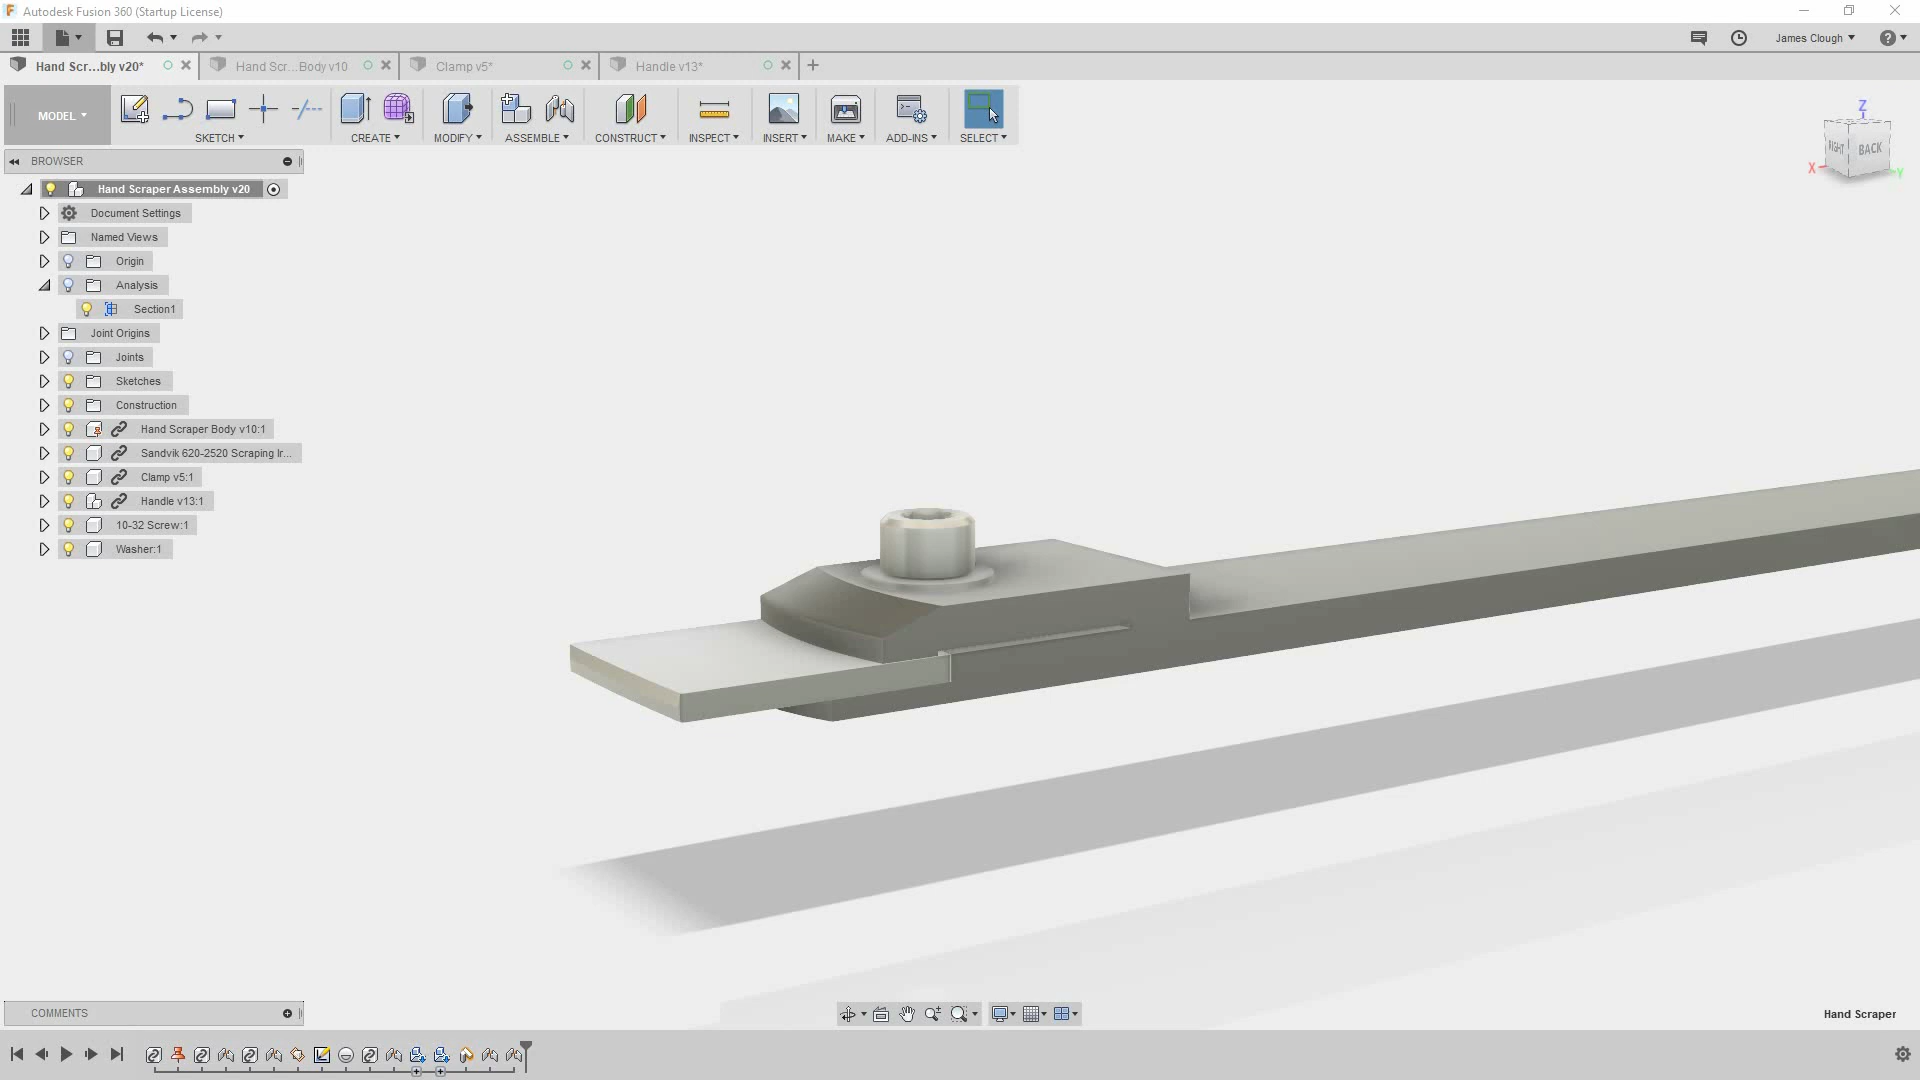 Autodesk Fusion 360 (Startup License)
James Clough
Hand Scr...bly v20*
Hand Scr...Body v10
Clamp v5*
Handle v13*
MODEL
SKETCH
CREATE
MODIFY
ASSEMBLE
CONSTRUCT
INSPECT
INSERT
MAKE
ADD-INS
SELECT
Z
RIGHT
BACK
X
Y
BROWSER
Hand Scraper Assembly v20
Document Settings
Named Views
Origin
Analysis
Section1
Joint Origins
Joints
Sketches
Construction
Hand Scraper Body v10:1
Sandvik 620-2520 Scraping Ir...
Clamp v5:1
Handle v13:1
10-32 Screw:1
Washer:1
COMMENTS
Hand Scraper